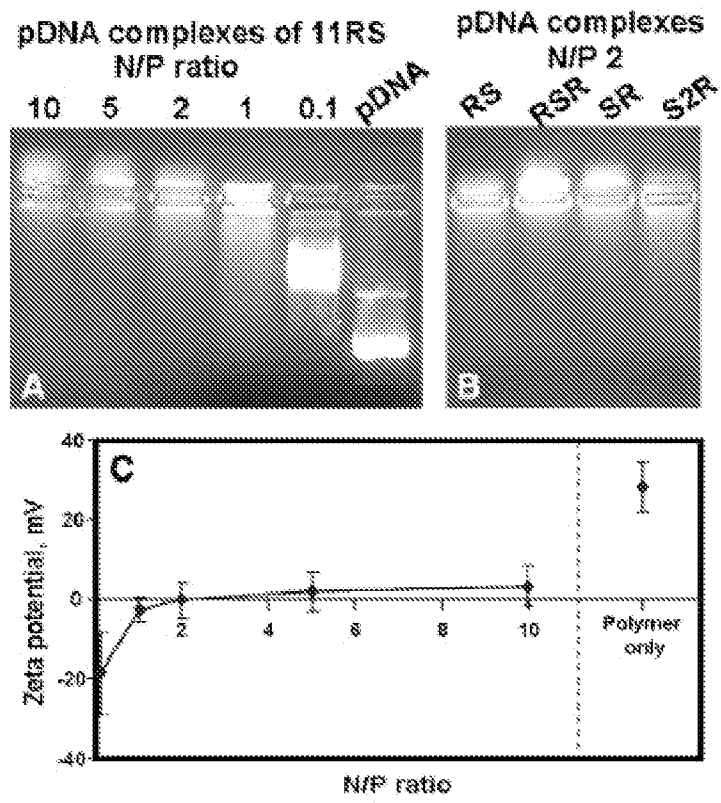 pDNA complexes of 11RS
N/P ratio
10 5 2 1 0.1 pDNA
A
pDNA complexes
N/P 2
RS RSR SR S2R
B
C
Zeta potential, mV
40
20
0
-20
-40
2 4 6 8 10
Polymer
only
N/P ratio